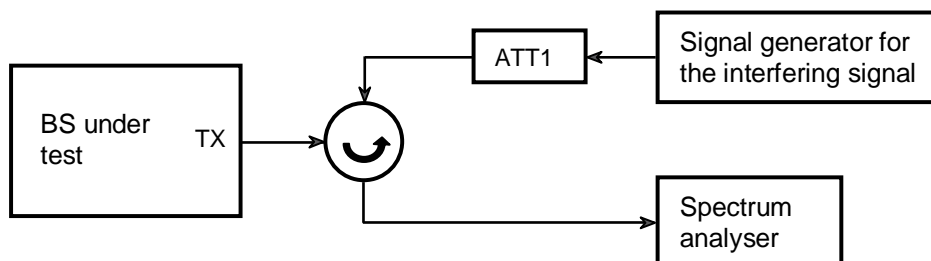 BS under
test
TX
ATT1
Signal generator for
the interfering signal
Spectrum
analyser